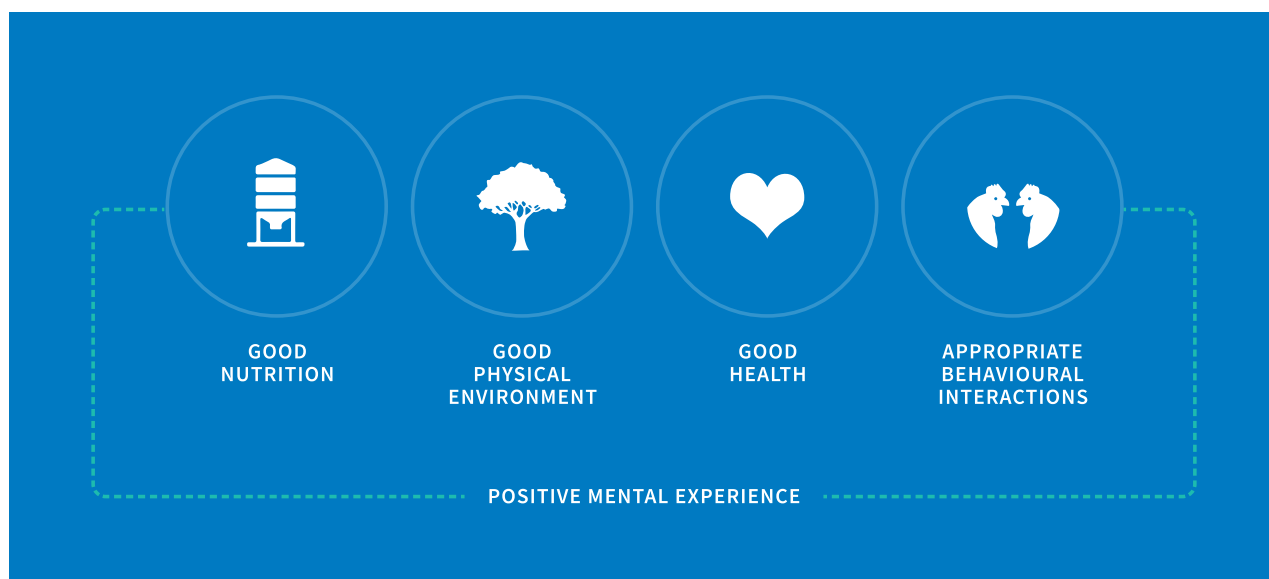 GOOD
NUTRITION
GOOD
PHYSICAL
ENVIRONMENT
GOOD
HEALTH
APPROPRIATE
BEHAVIOURAL
INTERACTIONS
POSITIVE MENTAL EXPERIENCE